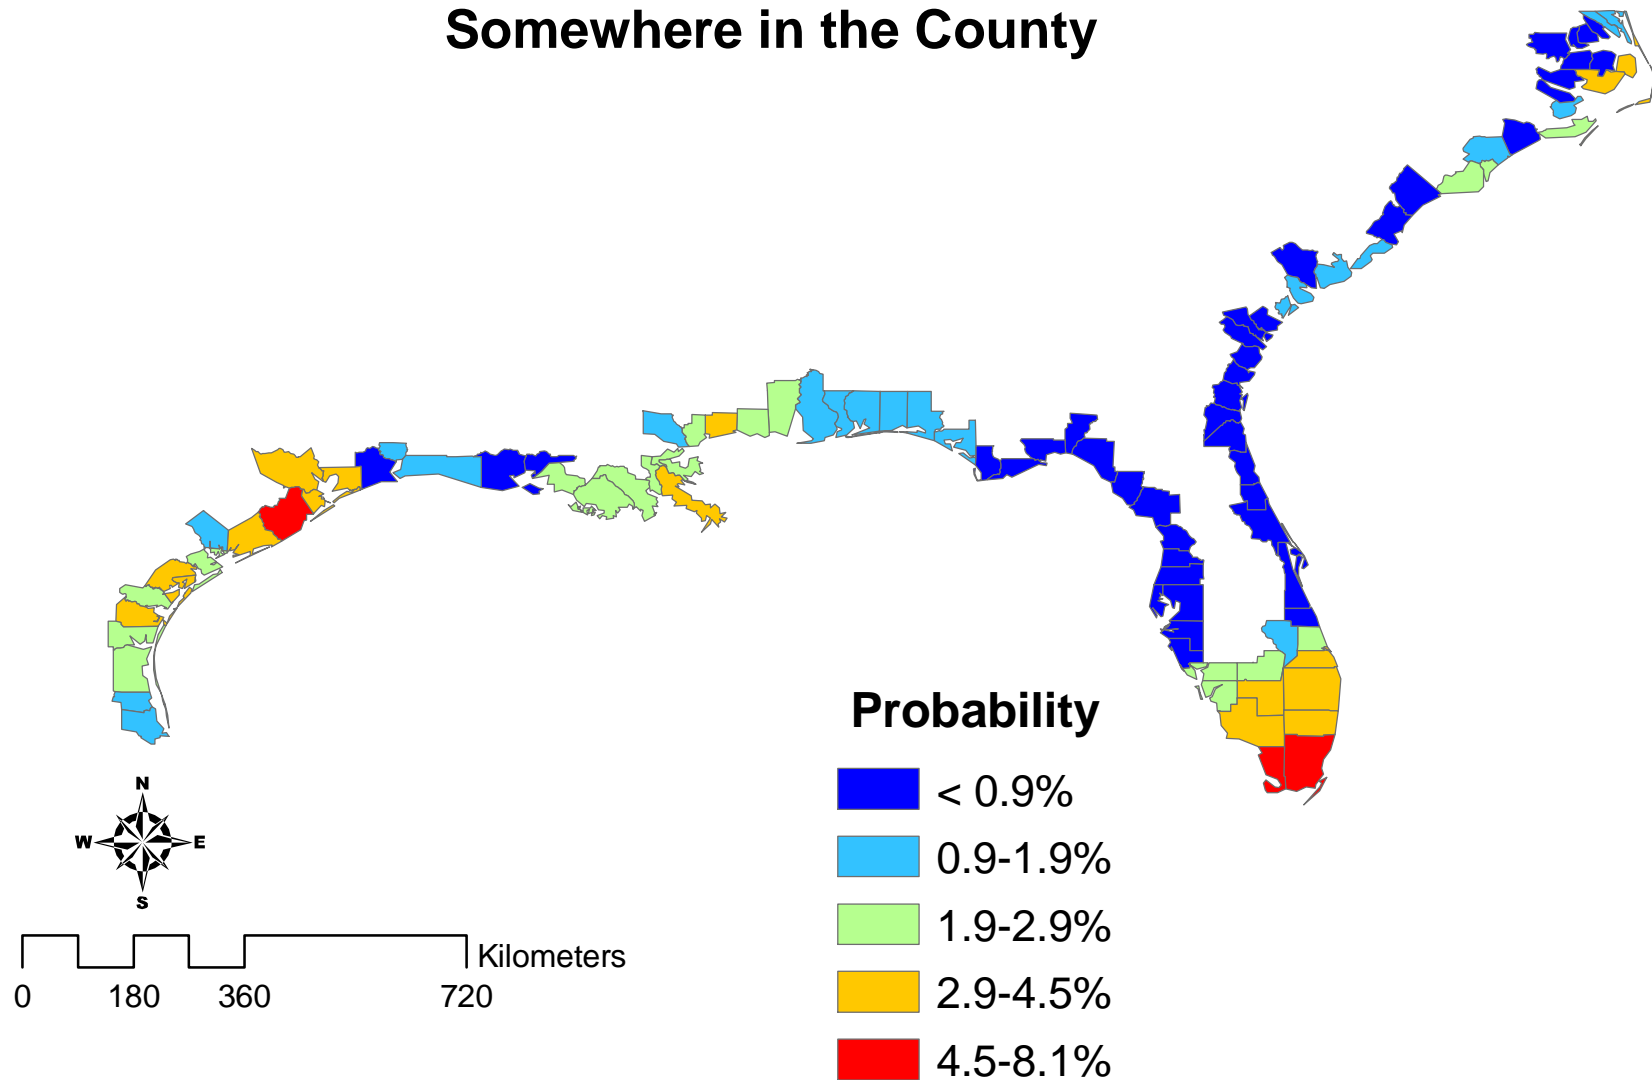 Somewhere in the County
Probability
< 0.9%
0.9-1.9%
1.9-2.9%
2.9-4.5%
4.5-8.1%
N
W E
S
Kilometers
0 180 360 720